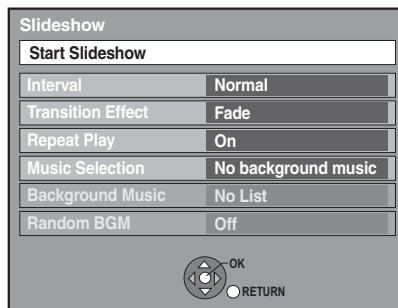 Slideshow
Start Slideshow
Interval Normal
Transition Effect Fade
Repeat Play On
Music Selection No background music
Background Music No List
Random BGM Off
OK
RETURN